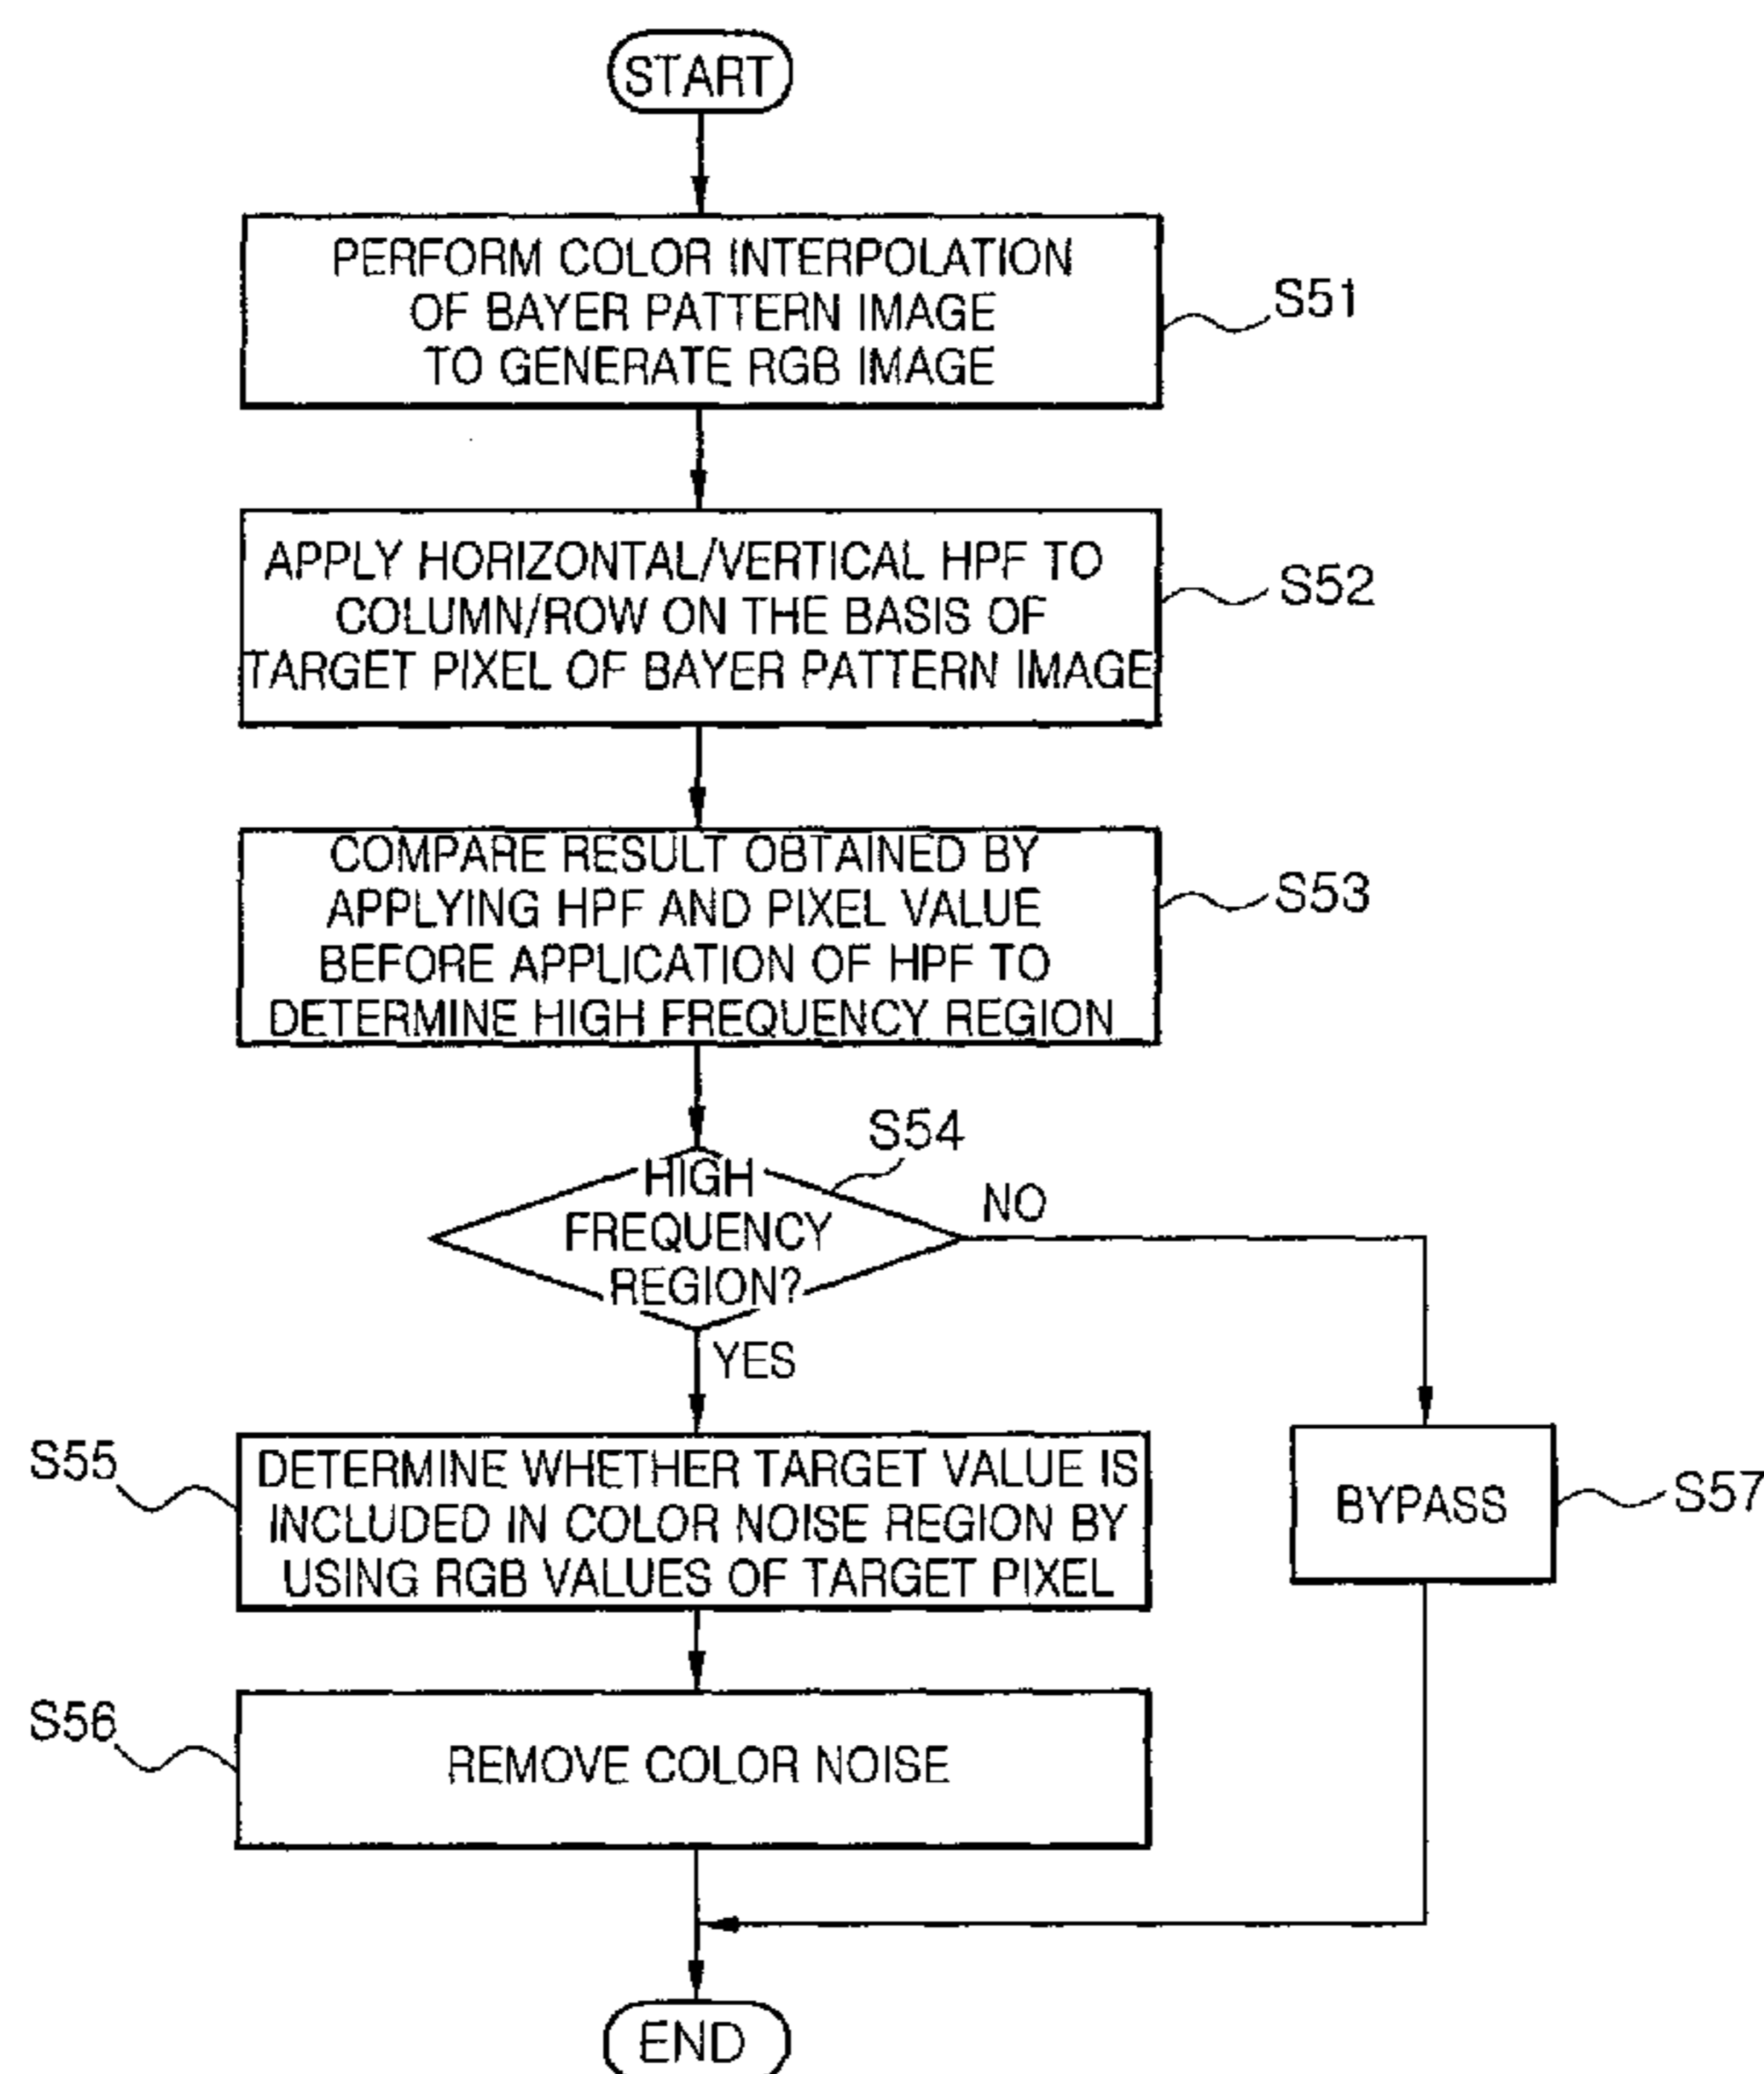 START
PERFORM COLOR INTERPOLATION
OF BAYER PATTERN IMAGE
TO GENERATE RGB IMAGE
S51
APPLY HORIZONTAL/VERTICAL HPF TO
COLUMN/ROW ON THE BASIS OF
TARGET PIXEL OF BAYER PATTERN IMAGE
S52
COMPARE RESULT OBTAINED BY
APPLYING HPF AND PIXEL VALUE
BEFORE APPLICATION OF HPF TO
DETERMINE HIGH FREQUENCY REGION
S53
S54
HIGH
FREQUENCY
REGION?
NO
YES
S55
DETERMINE WHETHER TARGET VALUE IS
INCLUDED IN COLOR NOISE REGION BY
USING RGB VALUES OF TARGET PIXEL
BYPASS
S57
S56
REMOVE COLOR NOISE
END